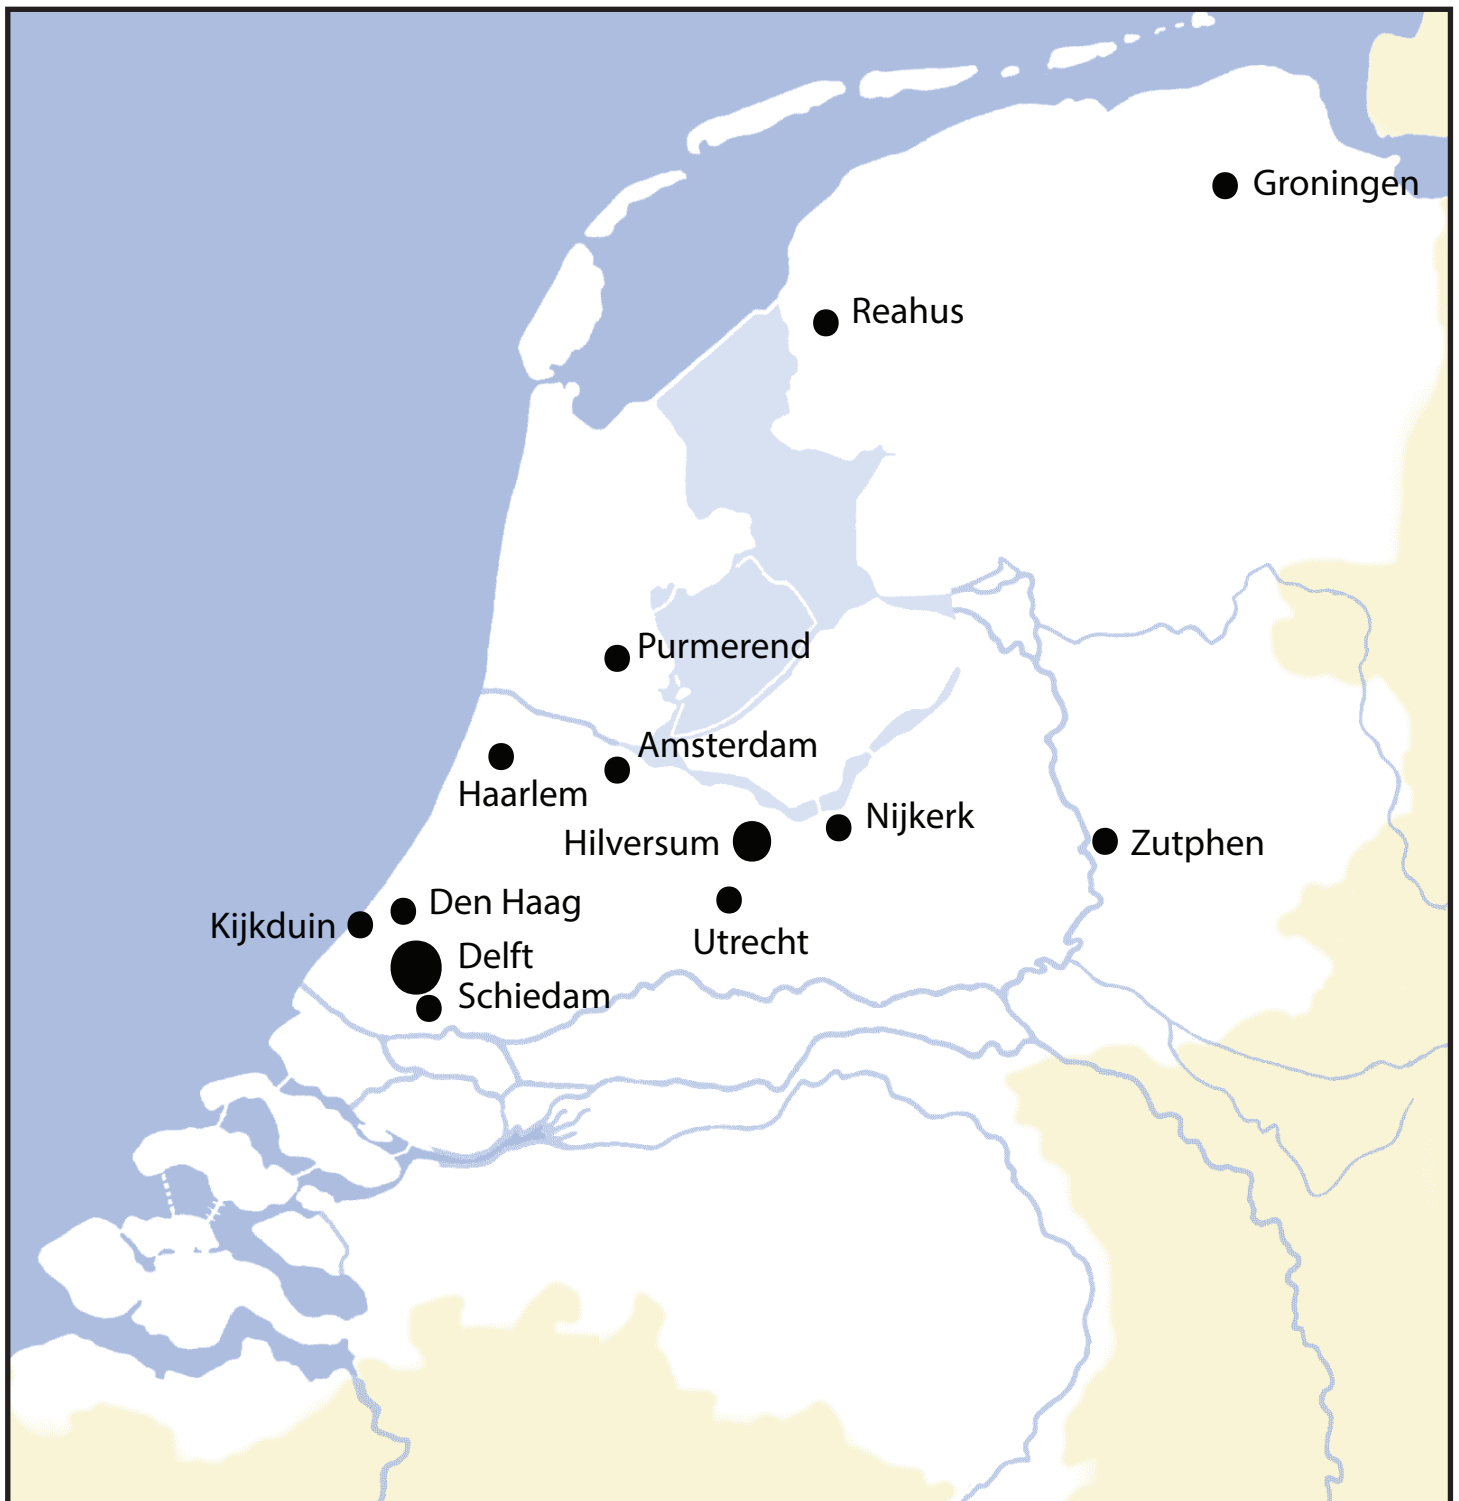 Groningen
Reahus
Purmerend
Amsterdam
Haarlem
Nijkerk
Hilversum
Zutphen
Den Haag
Kijkduin
Utrecht
Delft
Schiedam